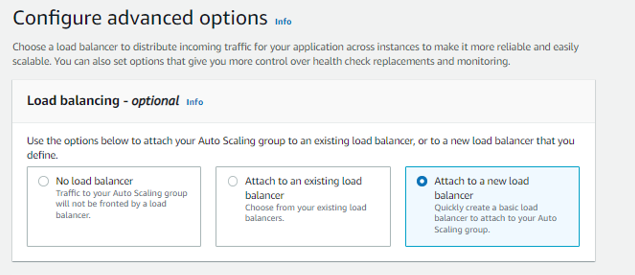 Configure advanced options Info
Choose a load balancer to distribute incoming traffic for your application across instances to make it more reliable and easily
scalable. You can also set options that give you more control over health check replacements and monitoring.
Load balancing - optional Info
Use the options below to attach your Auto Scaling group to an existing load balancer, or to a new load balancer that you
define.
No load balancer
Traffic to your Auto Scaling group
will not be fronted by a load
balancer.
Attach to an existing load
balancer
Choose from your existing load
balancers.
Attach to a new load
balancer
Quickly create a basic load
balancer to attach to your Auto
Scaling group.